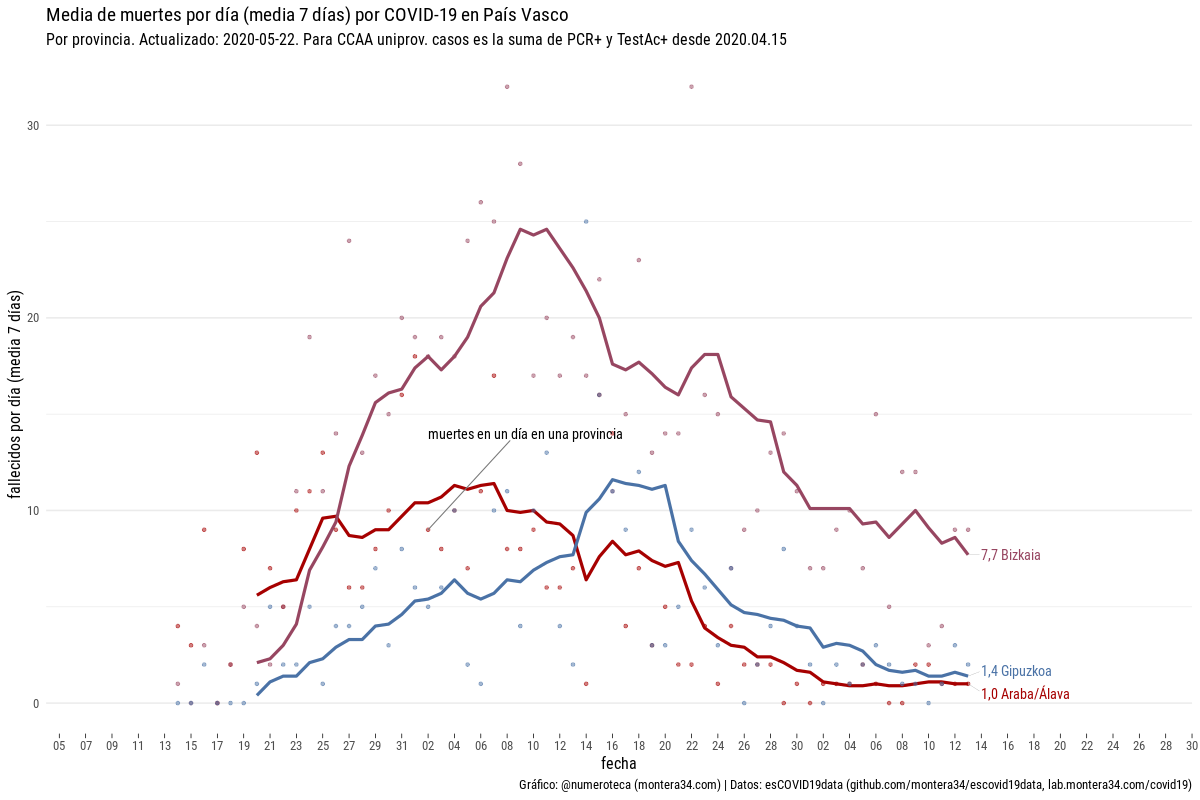 Media de muertes por día (media 7 días) por COVID-19 en País Vasco
Por provincia. Actualizado: 2020-05-22. Para CCAA uniprov. casos es la suma de PCR+ y TestAc+ desde 2020.04.15
fallecidos por día (media 7 días)
30
20
10
0
muertes en un día en una provincia
7,7 Bizkaia
1,4 Gipuzkoa
1,0 Araba/Álava
05 07 09 11 13 15 17 19 21 23 25 27 29 31 02 04 06 08 10 12 14 16 18 20 22 24 26 28 30 02 04 06 08 10 12 14 16 18 20 22 24 26 28 30
fecha
Gráfico: @numeroteca (montera34.com) | Datos: esCOVID19data (github.com/montera34/escovid19data, lab.montera34.com/covid19)